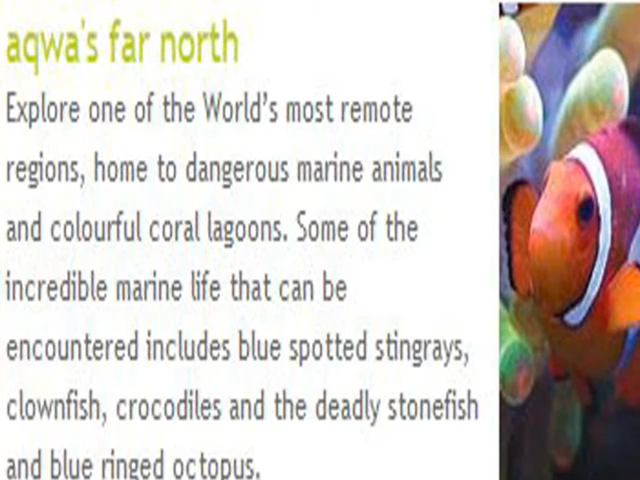 aqwa's far north
Explore one of the World's most remote
regions, home to dangerous marine animals
and colourful coral lagoons. Some of the
incredible marine life that can be
encountered includes blue spotted stingrays,
clownfish, crocodiles and the deadly stonefish
and blue ringed octopus.